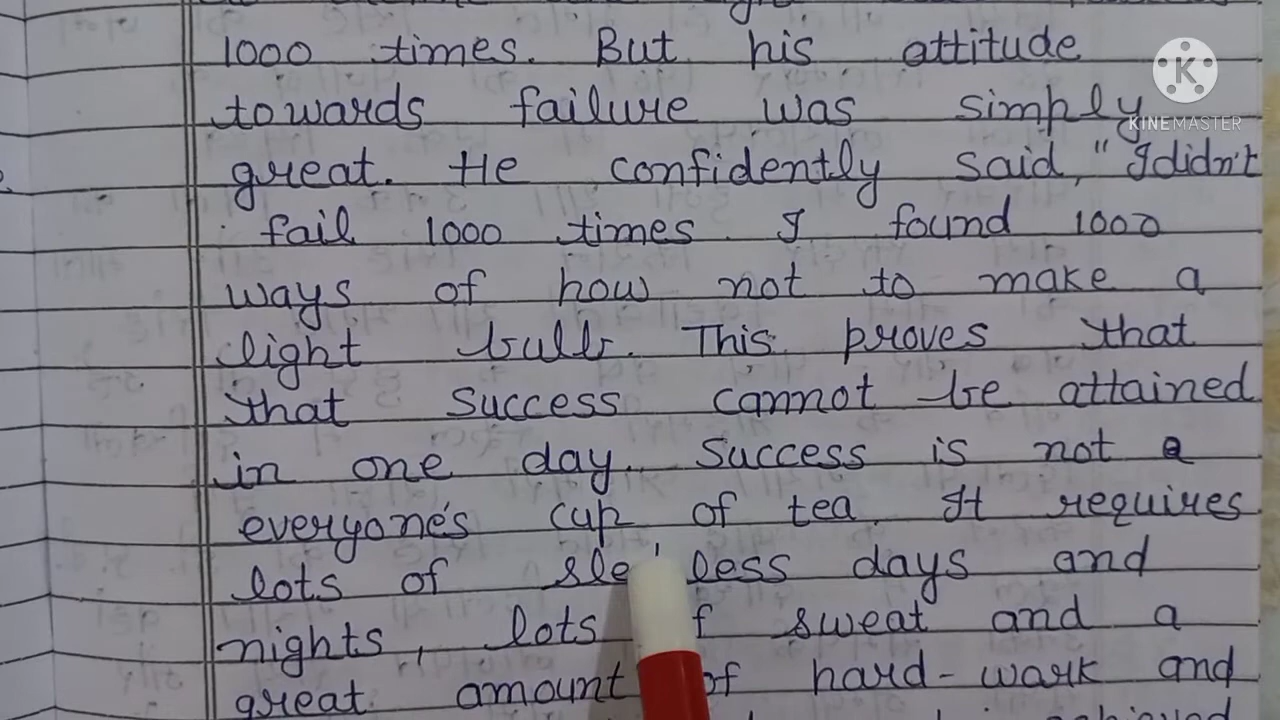 1000 times. But his attitude
K
KINEMASTER
towards failure was simply
great. He confidently said, "I didn't
fail 1000 times. I found 1000
ways of how not to make a
light bulb. This proves that
that success cannot be attained
in one day. Success is not a
everyone's cup of tea. It requires
lots of less days and
nights, lots sweat and a
great amount of hard-work and
achieved